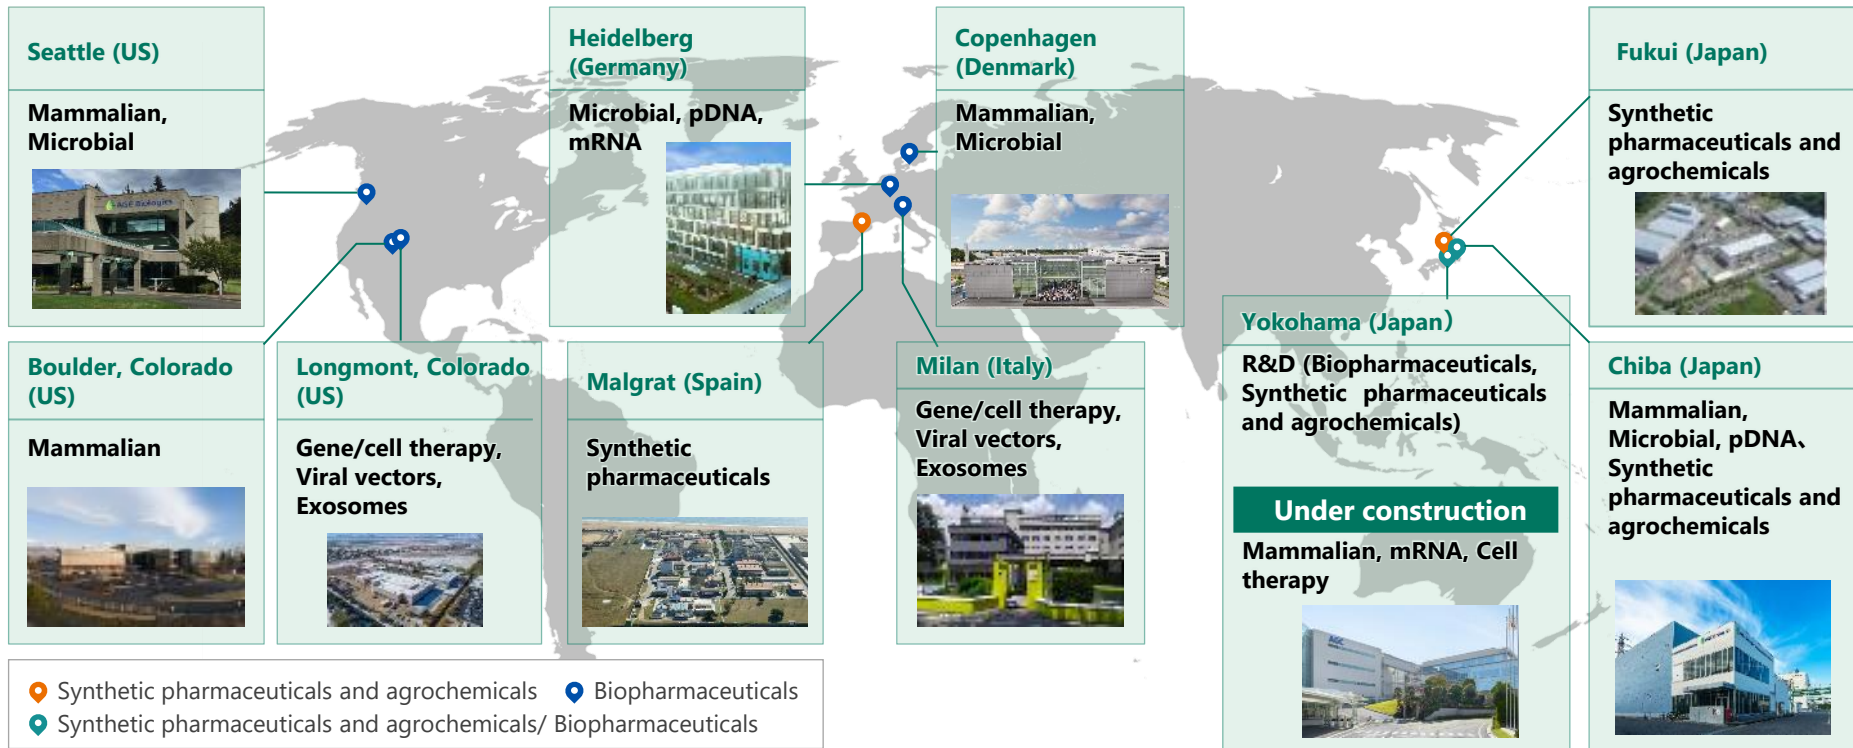 Seattle (US)
Mammalian,
Microbial
AGC Biologics
Heidelberg
(Germany)
Microbial, pDNA,
mRNA
Copenhagen
(Denmark)
Mammalian,
Microbial
Fukui (Japan)
Synthetic
pharmaceuticals and
agrochemicals
Boulder, Colorado
(US)
Mammalian
Longmont, Colorado
(US)
Gene/cell therapy,
Viral vectors,
Exosomes
Malgrat (Spain)
Synthetic
pharmaceuticals
Milan (Italy)
Gene/cell therapy,
Viral vectors,
Exosomes
Yokohama (Japan）
R&D (Biopharmaceuticals,
Synthetic pharmaceuticals
and agrochemicals)
Under construction
Mammalian, mRNA, Cell
therapy
AGC
Chiba (Japan)
Mammalian,
Microbial, pDNA、
Synthetic
pharmaceuticals and
agrochemicals
Synthetic pharmaceuticals and agrochemicals
Biopharmaceuticals
Synthetic pharmaceuticals and agrochemicals/ Biopharmaceuticals